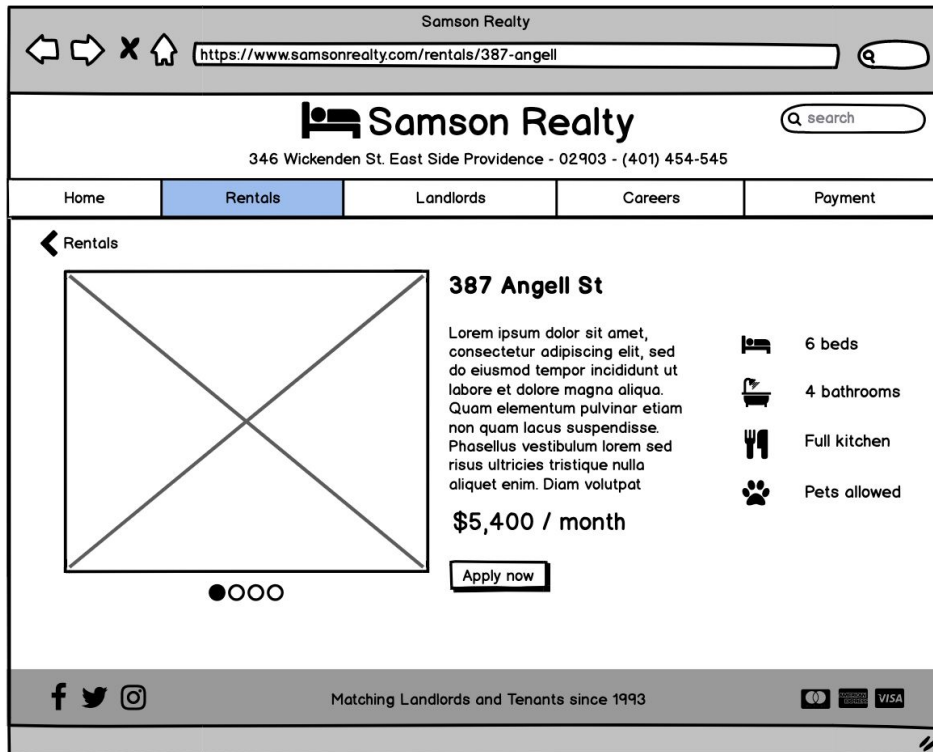 Samson Realty
https://www.samsonrealty.com/rentals/387-angell
Samson Realty
search
346 Wickenden St. East Side Providence - 02903 - (401) 454-545
Home
Rentals
Landlords
Careers
Payment
Rentals
387 Angell St
Lorem ipsum dolor sit amet,
consectetur adipiscing elit, sed
do eiusmod tempor incididunt ut
labore et dolore magna aliqua.
Quam elementum pulvinar etiam
non quam lacus suspendisse.
Phasellus vestibulum lorem sed
risus ultricies tristique nulla
aliquet enim. Diam volutpat
$5,400 / month
Apply now
6 beds
4 bathrooms
Full kitchen
Pets allowed
Matching Landlords and Tenants since 1993
AMERICAN
EXPRESS
VISA